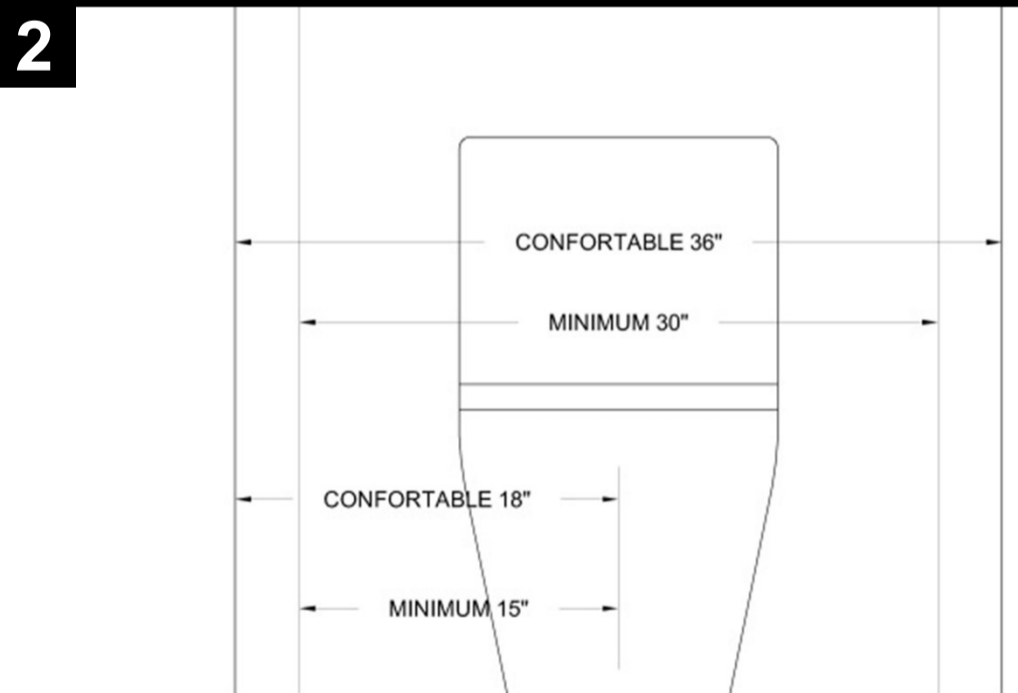 2
CONFORTABLE 36"
MINIMUM 30"
CONFORTABLE 18"
MINIMUM 15"